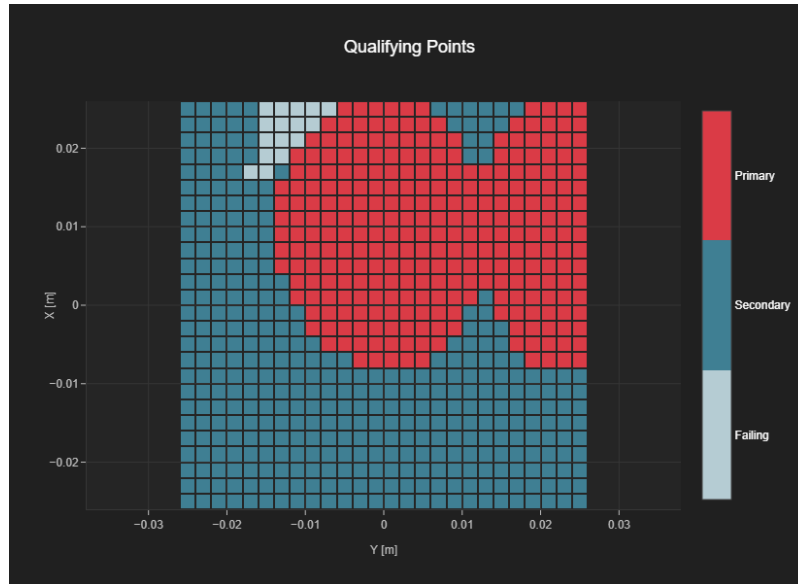 Qualifying Points
0.02
0.01
0
−0.01
−0.02
X [m]
−0.03
−0.02
−0.01
0
0.01
0.02
0.03
Y [m]
Primary
Secondary
Failing